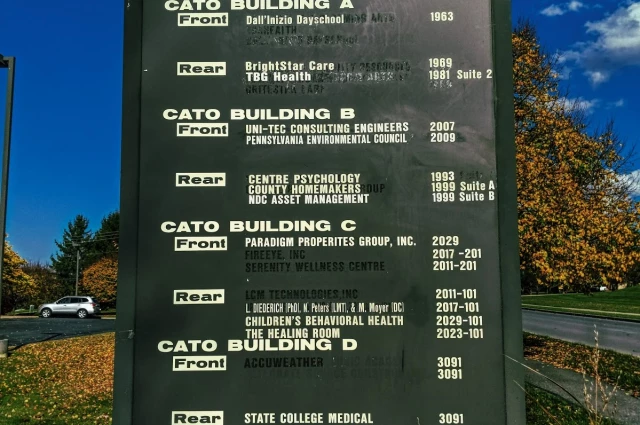 CATO BUILDING A
Front Dall'Inizio Dayschool 1963
Rear BrightStar Care 1969
TBG Health 1981 Suite 2
CATO BUILDING B
Front UNI-TEC CONSULTING ENGINEERS 2007
PENNSYLVANIA ENVIRONMENTAL COUNCIL 2009
Rear CENTRE PSYCHOLOGY 1993
COUNTY HOMEMAKERS 1999 Suite A
NDC ASSET MANAGEMENT 1999 Suite B
CATO BUILDING C
Front PARADIGM PROPERITES GROUP, INC. 2029
FIREEYE, INC 2017 -201
SERENITY WELLNESS CENTRE 2011-201
Rear LCM TECHNOLOGIES,INC 2011-101
L. DIEDERICH (PhD), K. Peters (LMT), & M. Moyer (DC) 2017-101
CHILDREN'S BEHAVIORAL HEALTH 2029-101
THE HEALING ROOM 2023-101
CATO BUILDING D
Front ACCUWEATHER 3091
3091
Rear STATE COLLEGE MEDICAL 3091